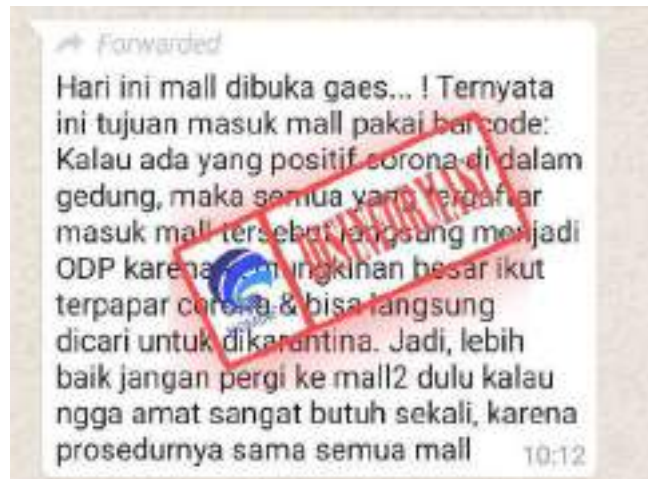 Forwarded
Hari ini mall dibuka gaes... ! Ternyata
ini tujuan masuk mall pakai barcode:
Kalau ada yang positif corona di dalam
gedung, maka semua yang terdaftar
masuk mall tersebut langsung menjadi
ODP karena kemungkinan besar ikut
terpapar corona & bisa langsung
dicari untuk dikarantina. Jadi, lebih
baik jangan pergi ke mall2 dulu kalau
ngga amat sangat butuh sekali, karena
prosedurnya sama semua mall
10:12
DISINFORMASI
KOMINFO